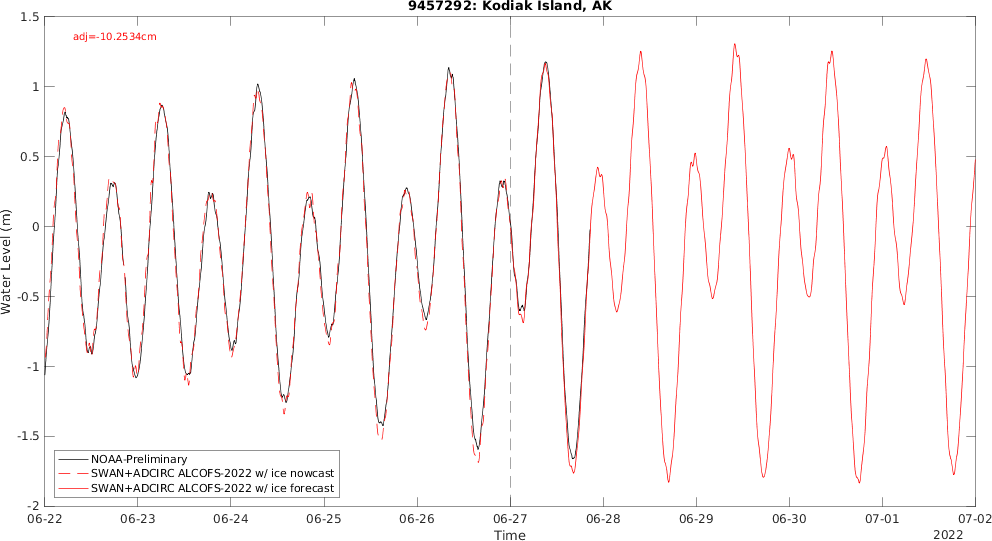 9457292: Kodiak Island, AK
adj=-10.2534cm
1.5
1
0.5
0
-0.5
-1
-1.5
-2
Water Level (m)
NOAA-Preliminary
SWAN+ADCIRC ALCOFS-2022 w/ ice nowcast
SWAN+ADCIRC ALCOFS-2022 w/ ice forecast
06-22 06-23 06-24 06-25 06-26 06-27 06-28 06-29 06-30 07-01 07-02
Time
2022